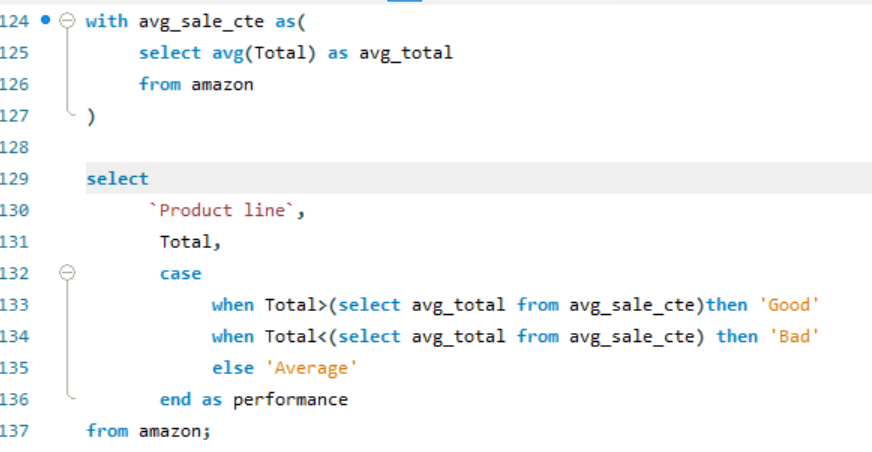 124 with avg_sale_cte as(
125 select avg(Total) as avg_total
126 from amazon
127 )
128
129 select
130 `Product line`,
131 Total,
132 case
133 when Total>(select avg_total from avg_sale_cte)then 'Good'
134 when Total<(select avg_total from avg_sale_cte) then 'Bad'
135 else 'Average'
136 end as performance
137 from amazon;